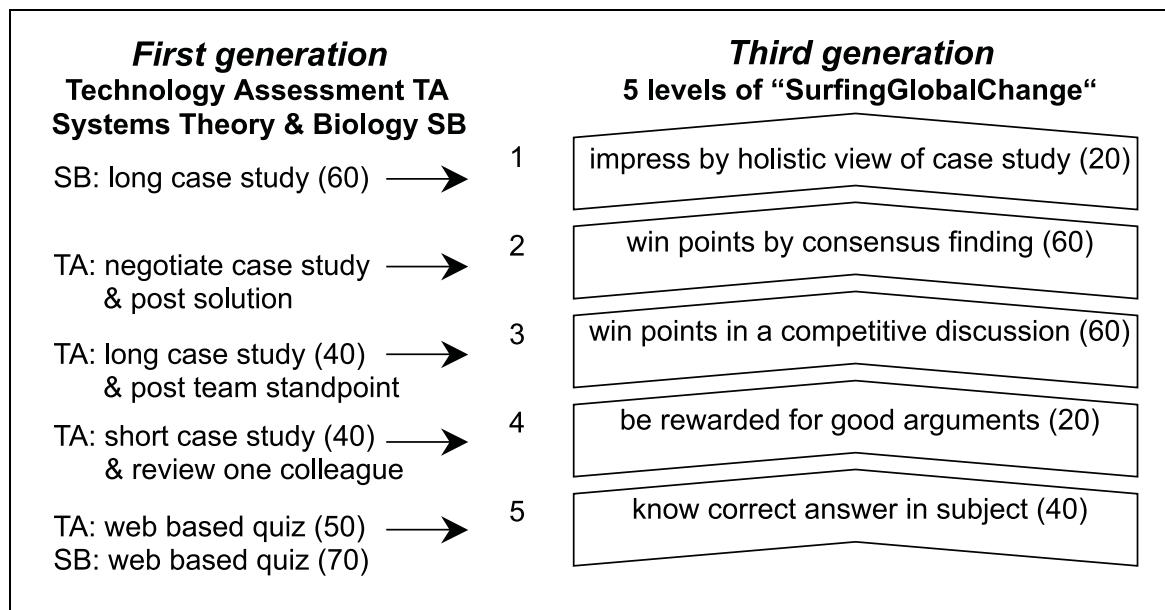 First generation
Technology Assessment TA
Systems Theory & Biology SB
SB: long case study (60)
TA: negotiate case study
& post solution
TA: long case study (40)
& post team standpoint
TA: short case study (40)
& review one colleague
TA: web based quiz (50)
SB: web based quiz (70)
Third generation
5 levels of “SurfingGlobalChange“
1 impress by holistic view of case study (20)
2 win points by consensus finding (60)
3 win points in a competitive discussion (60)
4 be rewarded for good arguments (20)
5 know correct answer in subject (40)